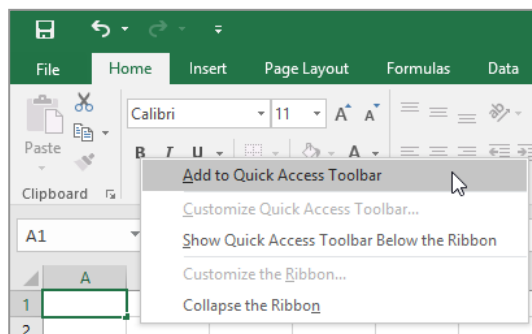 File Home Insert Page Layout Formulas Data
Calibri 11 A A
Paste B I U A
Clipboard
Add to Quick Access Toolbar
Customize Quick Access Toolbar...
A1
Show Quick Access Toolbar Below the Ribbon
Customize the Ribbon...
A
Collapse the Ribbon
1
2